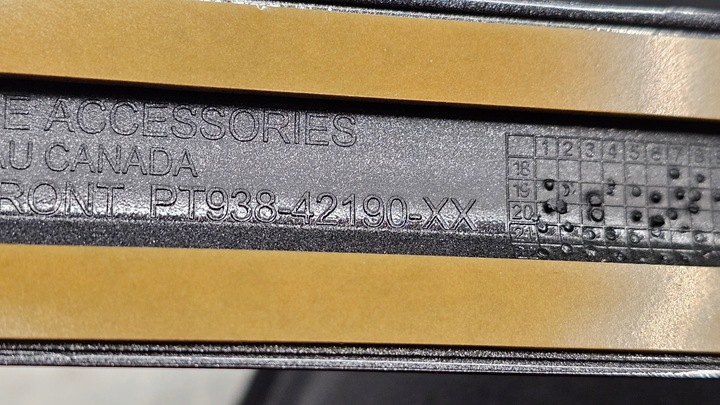 E ACCESSORIES
AU CANADA
RONT PT938-42190-XX
1 2 3 4 5 6 7 8
18
19
20
21